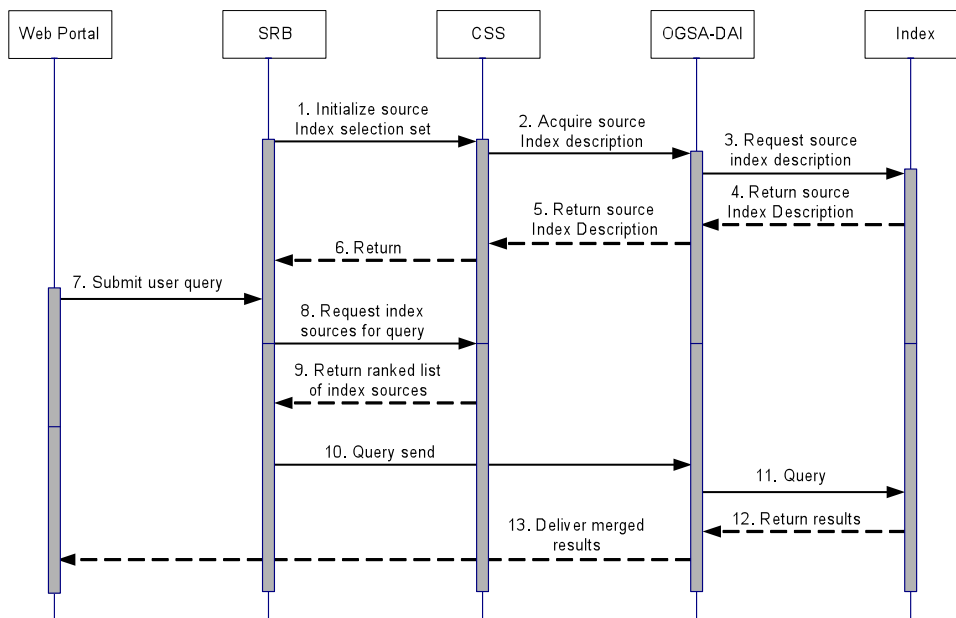 Web Portal
SRB
CSS
OGSA-DAI
Index
1. Initialize source
Index selection set
2. Acquire source
Index description
3. Request source
index description
4. Return source
Index Description
5. Return source
Index Description
6. Return
7. Submit user query
8. Request index
sources for query
9. Return ranked list
of index sources
10. Query send
11. Query
12. Return results
13. Deliver merged
results